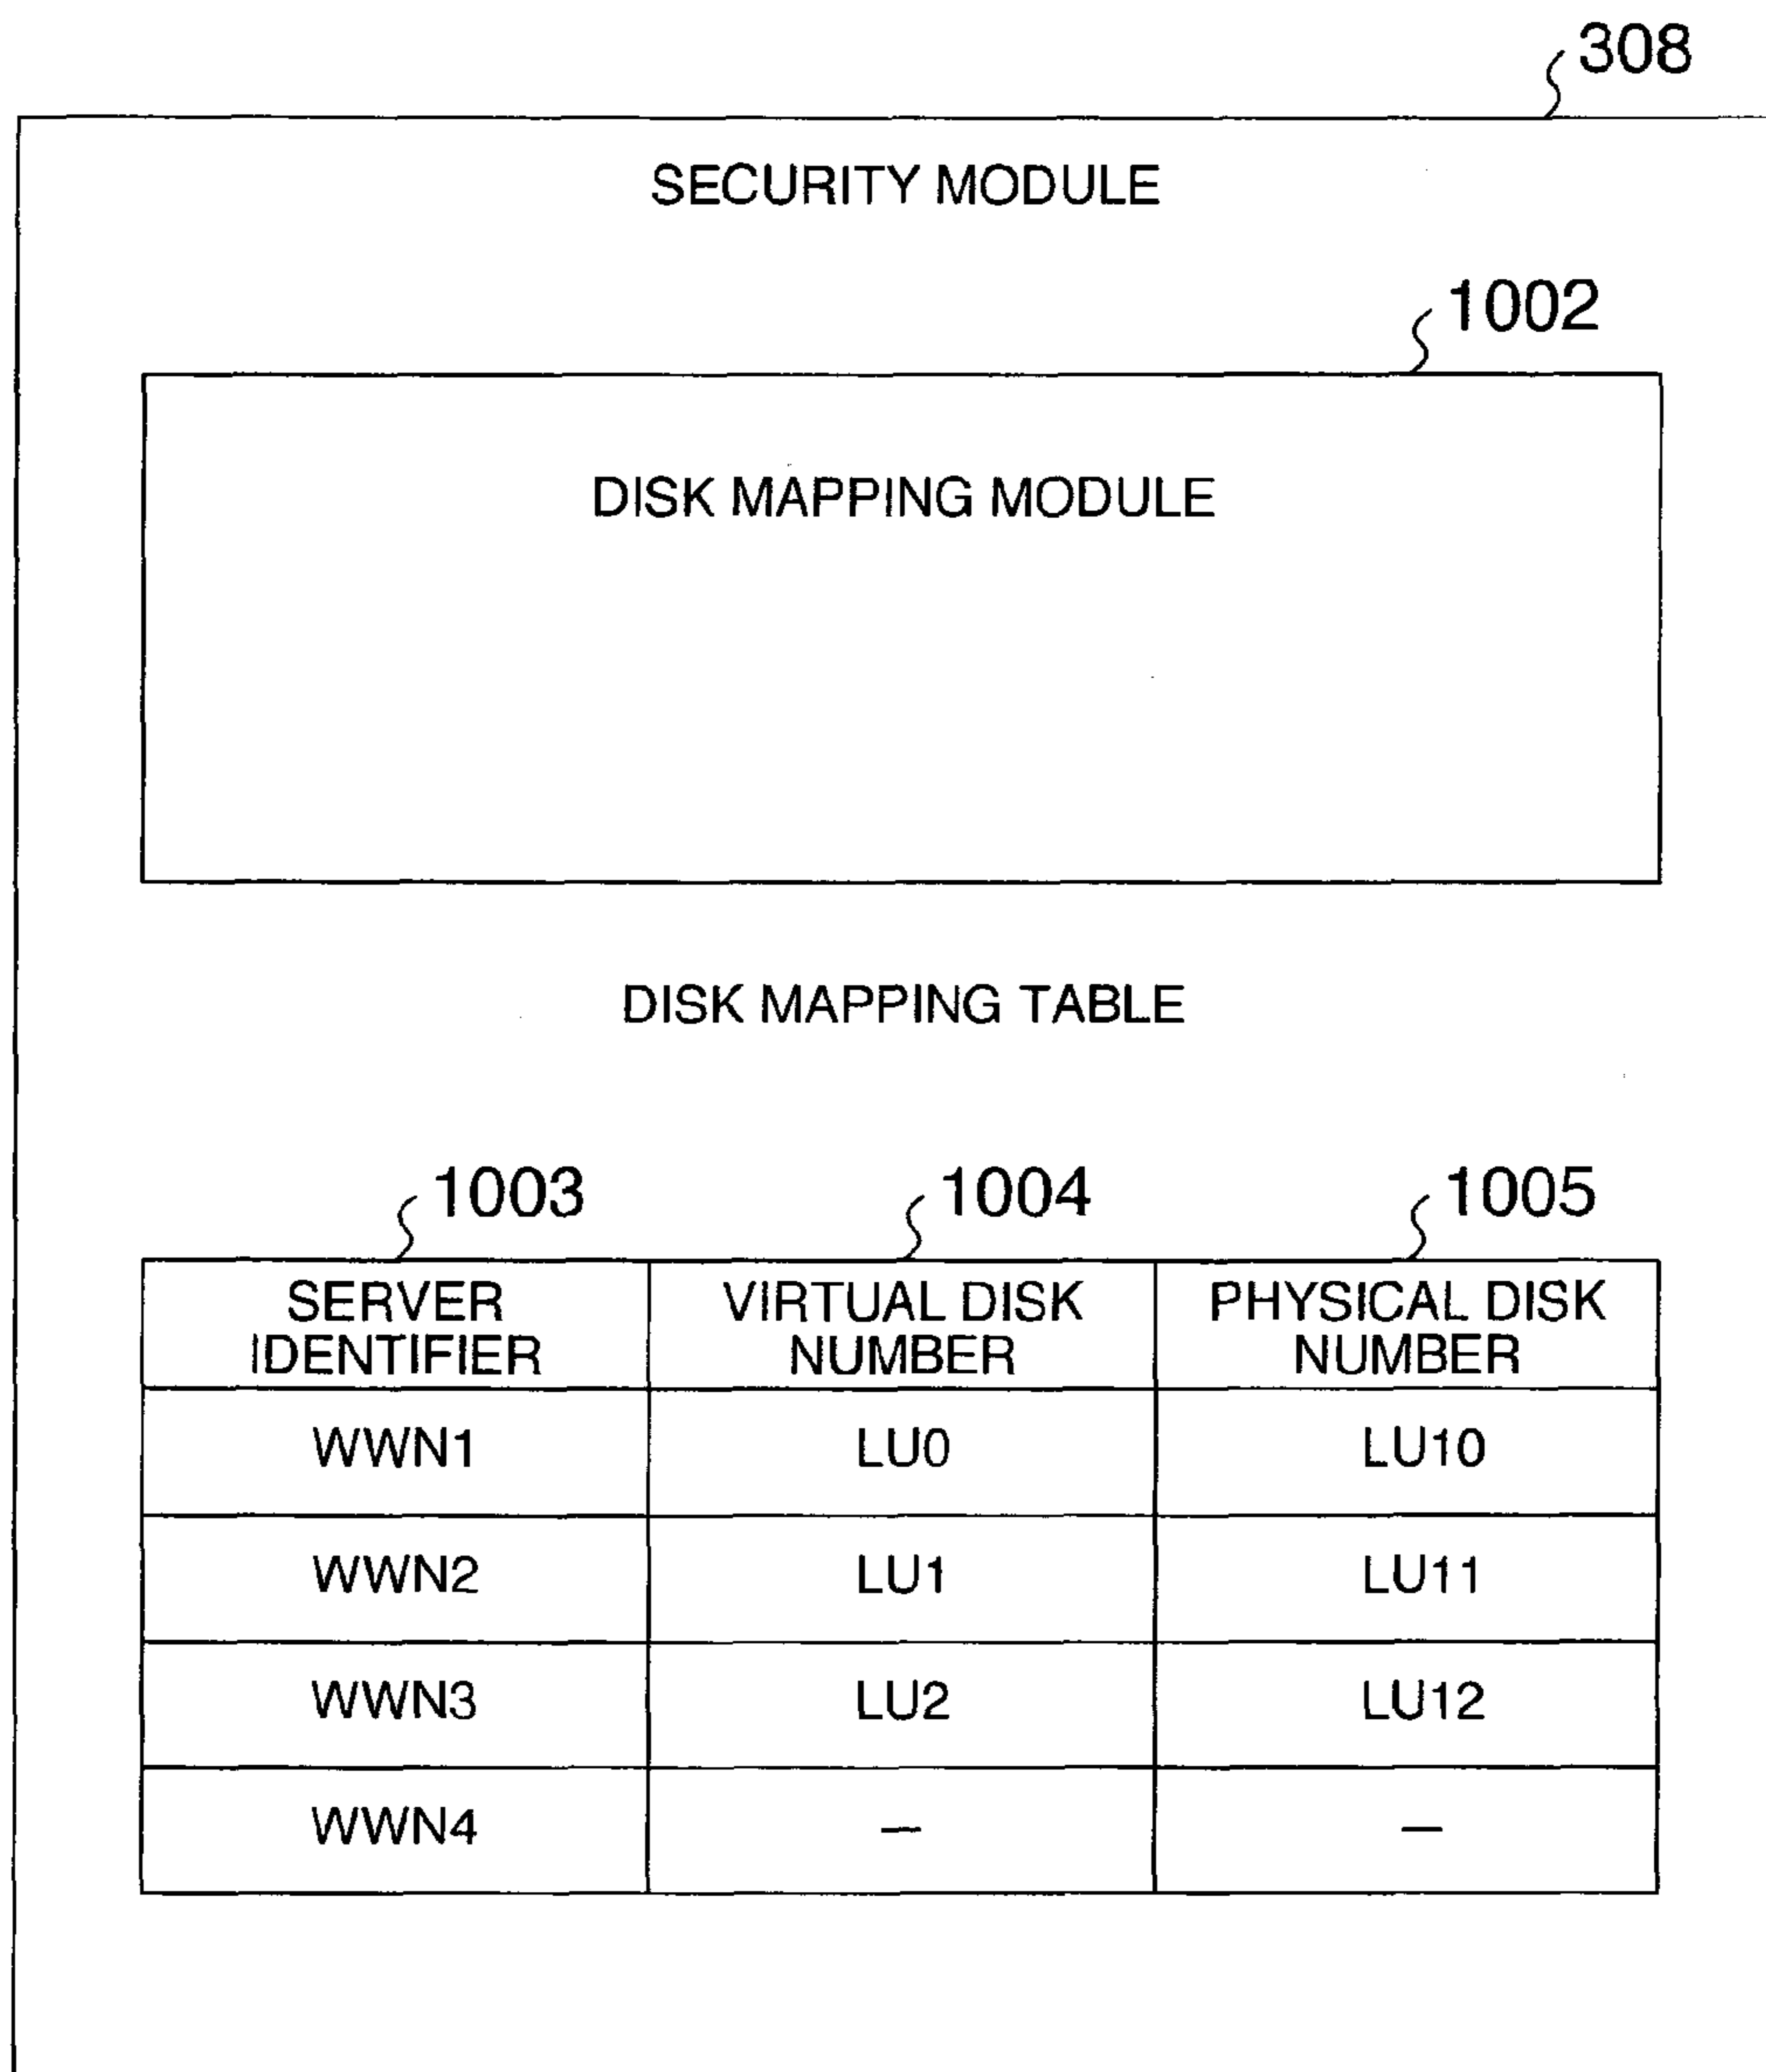 308
SECURITY MODULE
1002
DISK MAPPING MODULE
DISK MAPPING TABLE
1003 1004 1005
SERVER IDENTIFIER VIRTUAL DISK NUMBER PHYSICAL DISK NUMBER
WWN1 LU0 LU10
WWN2 LU1 LU11
WWN3 LU2 LU12
WWN4 — —